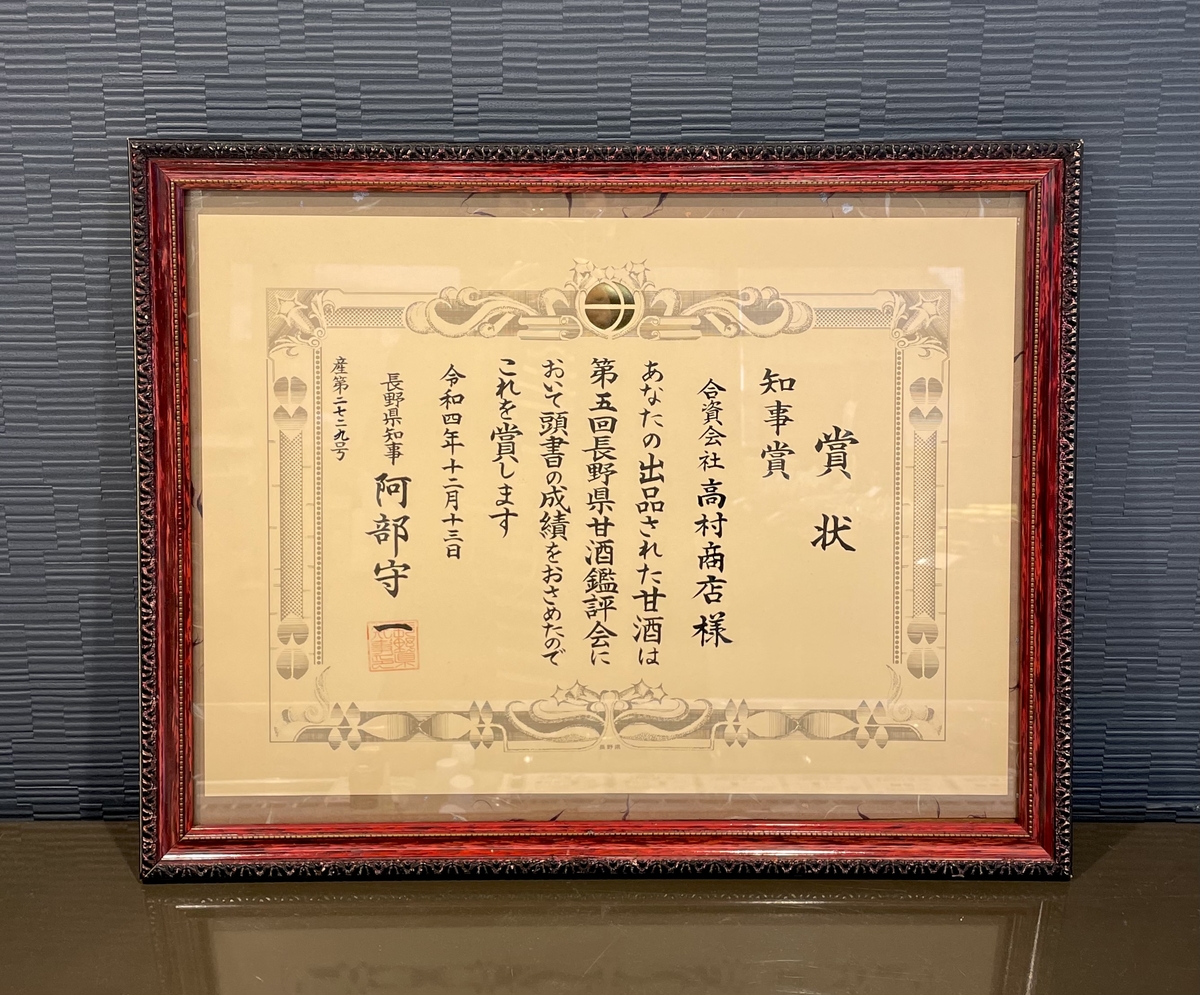 賞状
知事賞
合資会社 高村商店様
あなたの出品された甘酒は
第五回長野県甘酒鑑評会に
おいて頭書の成績をおさめたので
これを賞します
令和四年十二月十三日
長野県知事 阿部守一
産第二七二九号
長野県